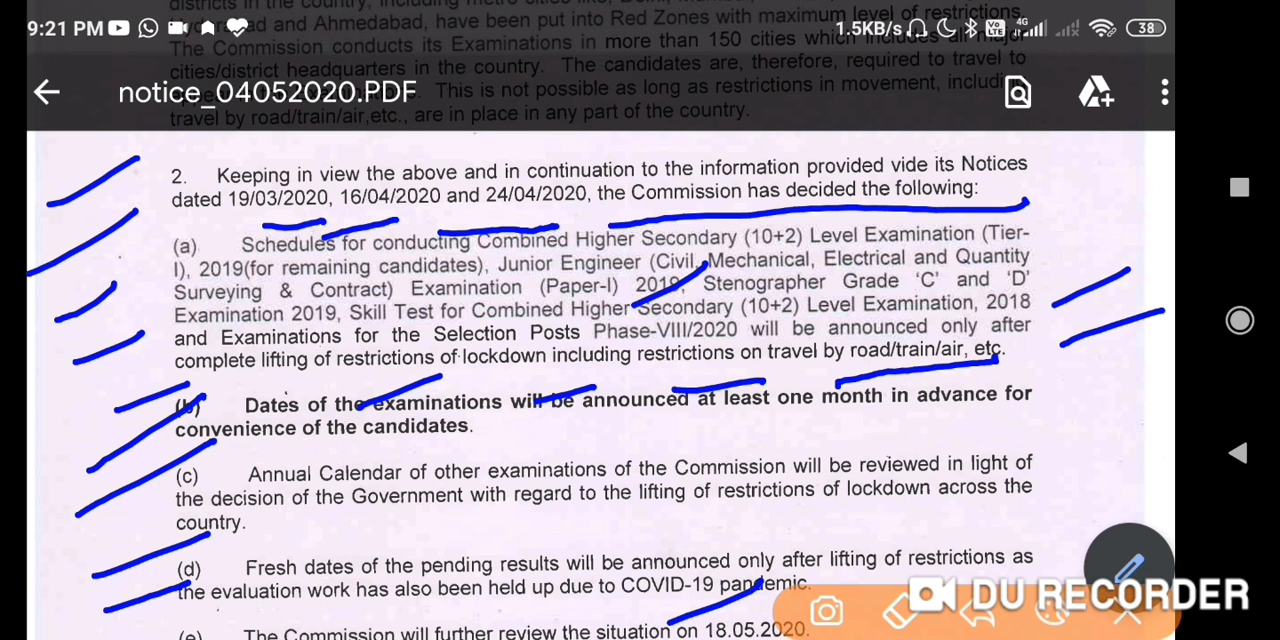 districts in the country, including metro cities like, Delhi, Mumbai,
9:21 PM 1.5KB/s 4G VoLTE 38
Hyderabad and Ahmedabad, have been put into Red Zones with maximum level of restrictions.
The Commission conducts its Examinations in more than 150 cities which includes all major
cities/district headquarters in the country. The candidates are, therefore, required to travel to
notice_04052020.PDF
This is not possible as long as restrictions in movement, including
travel by road/train/air,etc., are in place in any part of the country.
2. Keeping in view the above and in continuation to the information provided vide its Notices
dated 19/03/2020, 16/04/2020 and 24/04/2020, the Commission has decided the following:
(a) Schedules for conducting Combined Higher Secondary (10+2) Level Examination (Tier-
I), 2019(for remaining candidates), Junior Engineer (Civil, Mechanical, Electrical and Quantity
Surveying & Contract) Examination (Paper-I) 2019, Stenographer Grade ‘C’ and ‘D’
Examination 2019, Skill Test for Combined Higher Secondary (10+2) Level Examination, 2018
and Examinations for the Selection Posts Phase-VIII/2020 will be announced only after
complete lifting of restrictions of lockdown including restrictions on travel by road/train/air, etc.
(b) Dates of the examinations will be announced at least one month in advance for
convenience of the candidates.
(c) Annual Calendar of other examinations of the Commission will be reviewed in light of
the decision of the Government with regard to the lifting of restrictions of lockdown across the
country.
(d) Fresh dates of the pending results will be announced only after lifting of restrictions as
the evaluation work has also been held up due to COVID-19 pandemic.
DU RECORDER
(e) The Commission will further review the situation on 18.05.2020.